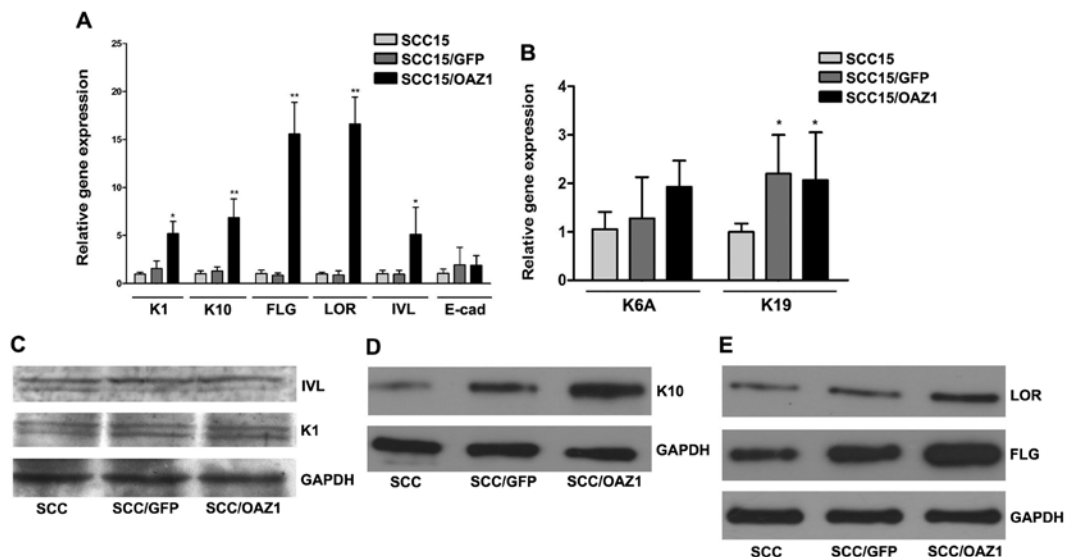 A
Relative gene expression
25
20
15
10
5
0
SCC15
SCC15/GFP
SCC15/OAZ1
*
**
**
**
*
K1 K10 FLG LOR IVL E-cad
B
Relative gene expression
4
3
2
1
0
SCC15
SCC15/GFP
SCC15/OAZ1
* *
K6A K19
C
IVL
K1
GAPDH
SCC SCC/GFP SCC/OAZ1
D
K10
GAPDH
SCC SCC/GFP SCC/OAZ1
E
LOR
FLG
GAPDH
SCC SCC/GFP SCC/OAZ1